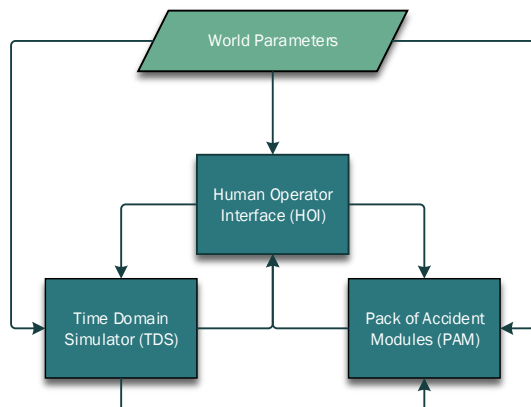 World Parameters
Human Operator
Interface (HOI)
Time Domain
Simulator (TDS)
Pack of Accident
Modules (PAM)